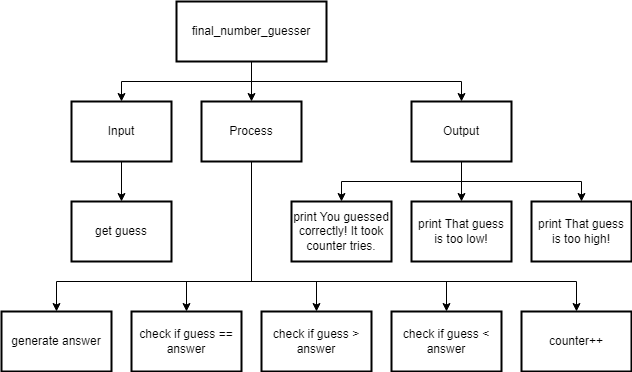 final_number_guesser
Input
Process
Output
get guess
print You guessed
correctly! It took
counter tries.
print That guess
is too low!
print That guess
is too high!
generate answer
check if guess ==
answer
check if guess >
answer
check if guess <
answer
counter++